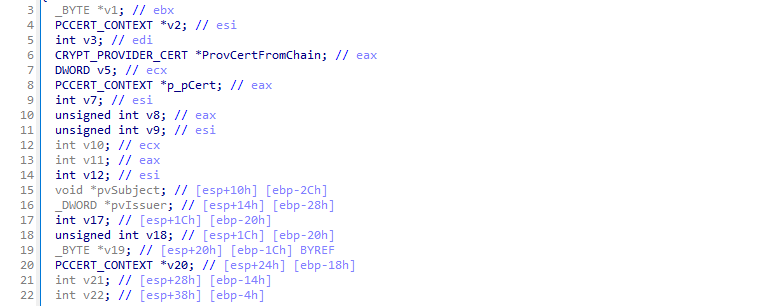 3 _BYTE *v1; // ebx
4 PCCERT_CONTEXT *v2; // esi
5 int v3; // edi
6 CRYPT_PROVIDER_CERT *ProvCertFromChain; // eax
7 DWORD v5; // ecx
8 PCCERT_CONTEXT *p_pCert; // eax
9 int v7; // esi
10 unsigned int v8; // eax
11 unsigned int v9; // esi
12 int v10; // ecx
13 int v11; // eax
14 int v12; // esi
15 void *pvSubject; // [esp+10h] [ebp-2Ch]
16 _DWORD *pvIssuer; // [esp+14h] [ebp-28h]
17 int v17; // [esp+1Ch] [ebp-20h]
18 unsigned int v18; // [esp+1Ch] [ebp-20h]
19 _BYTE *v19; // [esp+20h] [ebp-1Ch] BYREF
20 PCCERT_CONTEXT *v20; // [esp+24h] [ebp-18h]
21 int v21; // [esp+28h] [ebp-14h]
22 int v22; // [esp+38h] [ebp-4h]